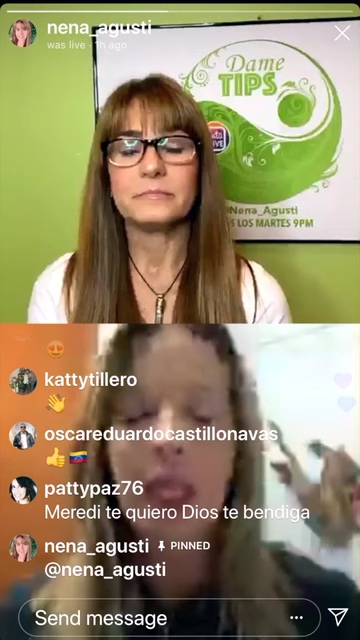 nena_agusti
was live · 1h ago
Dame
TIPS
LIVE
@Nena_Agusti
LOS MARTES 9PM
kattytillero
oscareduardocastillonavas
pattypaz76
Meredi te quiero Dios te bendiga
nena_agusti PINNED
@nena_agusti
Send message